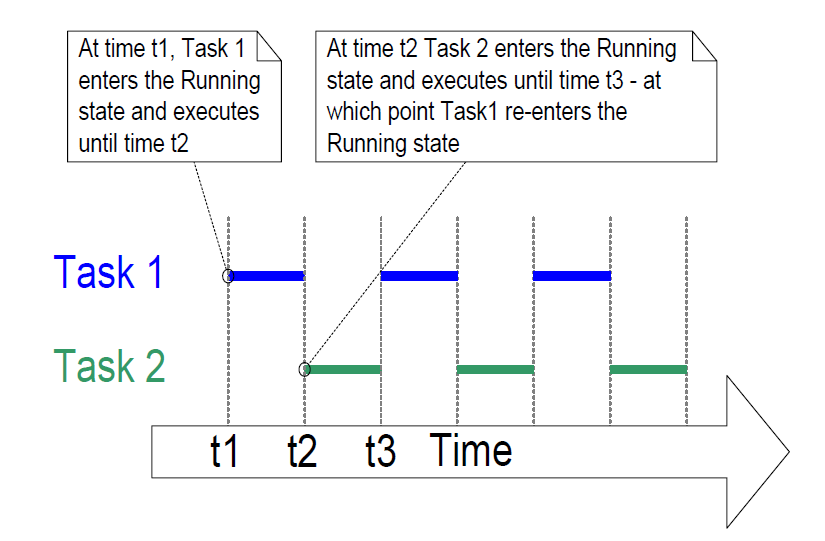 At time t1, Task 1
enters the Running
state and executes
until time t2
At time t2 Task 2 enters the Running
state and executes until time t3 - at
which point Task1 re-enters the
Running state
Task 1
Task 2
t1 t2 t3 Time